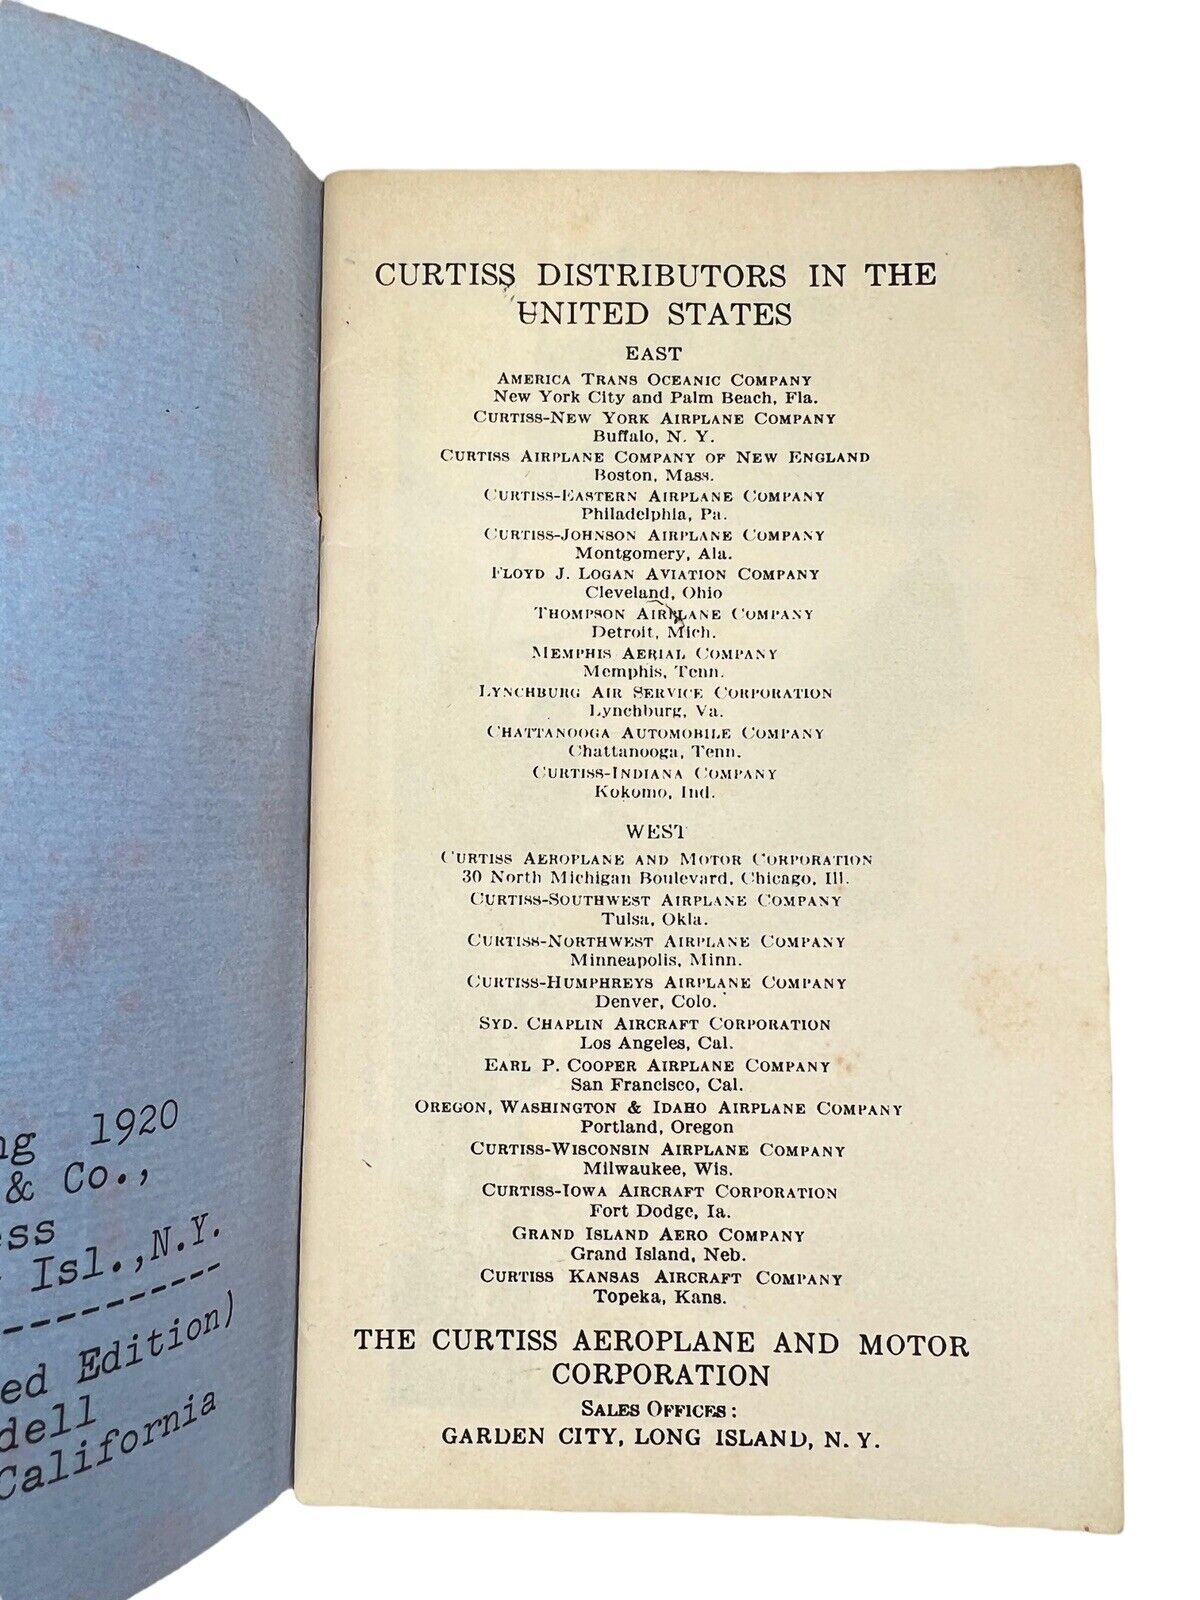 ng 1920
& Co.,
ess
Isl.,N.Y.
-----------
ed Edition)
dell
California
CURTISS DISTRIBUTORS IN THE
UNITED STATES
EAST
AMERICA TRANS OCEANIC COMPANY
New York City and Palm Beach, Fla.
CURTISS-NEW YORK AIRPLANE COMPANY
Buffalo, N. Y.
CURTISS AIRPLANE COMPANY OF NEW ENGLAND
Boston, Mass.
CURTISS-EASTERN AIRPLANE COMPANY
Philadelphia, Pa.
CURTISS-JOHNSON AIRPLANE COMPANY
Montgomery, Ala.
FLOYD J. LOGAN AVIATION COMPANY
Cleveland, Ohio
THOMPSON AIRPLANE COMPANY
Detroit, Mich.
MEMPHIS AERIAL COMPANY
Memphis, Tenn.
LYNCHBURG AIR SERVICE CORPORATION
Lynchburg, Va.
CHATTANOOGA AUTOMOBILE COMPANY
Chattanooga, Tenn.
CURTISS-INDIANA COMPANY
Kokomo, Ind.
WEST
CURTISS AEROPLANE AND MOTOR CORPORATION
30 North Michigan Boulevard, Chicago, Ill.
CURTISS-SOUTHWEST AIRPLANE COMPANY
Tulsa, Okla.
CURTISS-NORTHWEST AIRPLANE COMPANY
Minneapolis, Minn.
CURTISS-HUMPHREYS AIRPLANE COMPANY
Denver, Colo.
SYD. CHAPLIN AIRCRAFT CORPORATION
Los Angeles, Cal.
EARL P. COOPER AIRPLANE COMPANY
San Francisco, Cal.
OREGON, WASHINGTON & IDAHO AIRPLANE COMPANY
Portland, Oregon
CURTISS-WISCONSIN AIRPLANE COMPANY
Milwaukee, Wis.
CURTISS-IOWA AIRCRAFT CORPORATION
Fort Dodge, Ia.
GRAND ISLAND AERO COMPANY
Grand Island, Neb.
CURTISS KANSAS AIRCRAFT COMPANY
Topeka, Kans.
THE CURTISS AEROPLANE AND MOTOR
CORPORATION
SALES OFFICES:
GARDEN CITY, LONG ISLAND, N. Y.